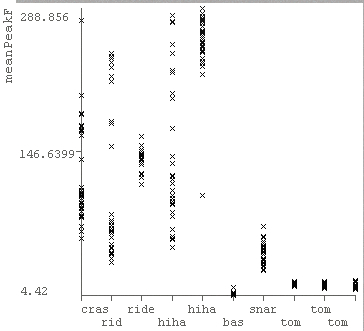 meanPeakF
288.856
146.6399
4.42
cras ride hiha snar tom
rid hiha bas tom tom